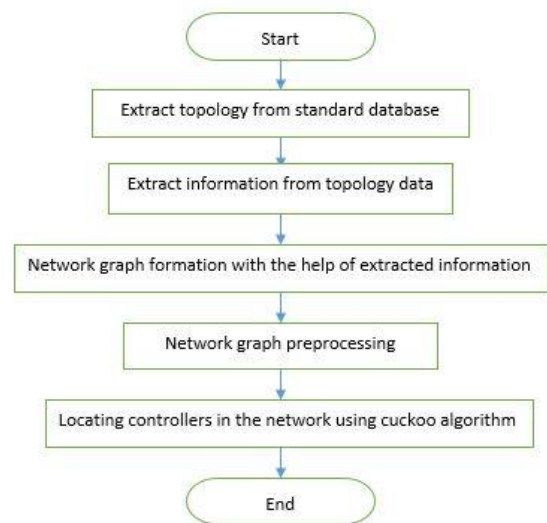 Start
Extract topology from standard database
Extract information from topology data
Network graph formation with the help of extracted information
Network graph preprocessing
Locating controllers in the network using cuckoo algorithm
End